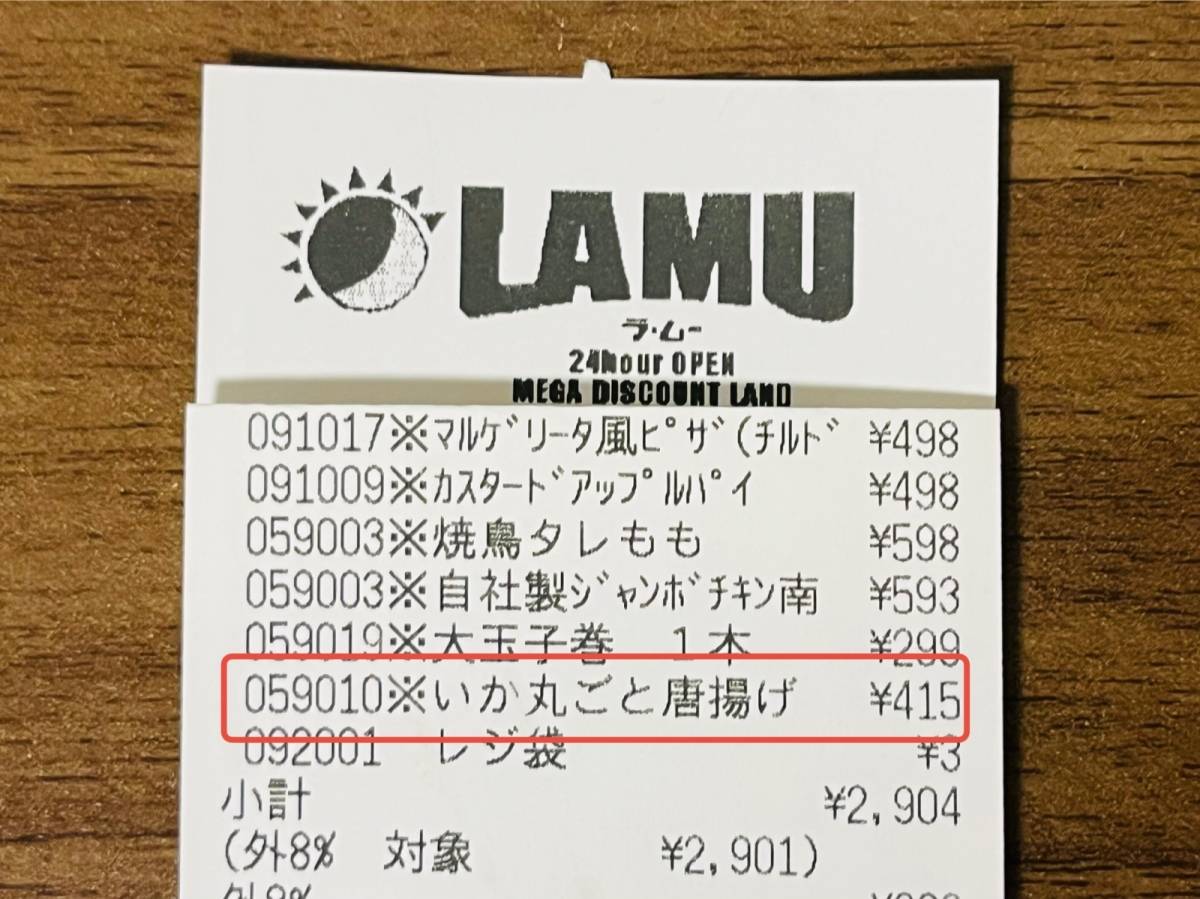 LAMU
ラ・ムー
24hour OPEN
MEGA DISCOUNT LAND
091017※マルゲリータ風ピザ(チルド ¥498
091009※カスタードアップルパイ ¥498
059003※焼鳥タレもも ¥598
059003※自社製ジャンボチキン南 ¥593
059019※大玉子巻 1本 ¥299
059010※いか丸ごと唐揚げ ¥415
092001 レジ袋 ¥3
小計 ¥2,904
(外8% 対象 ¥2,901)
外8%